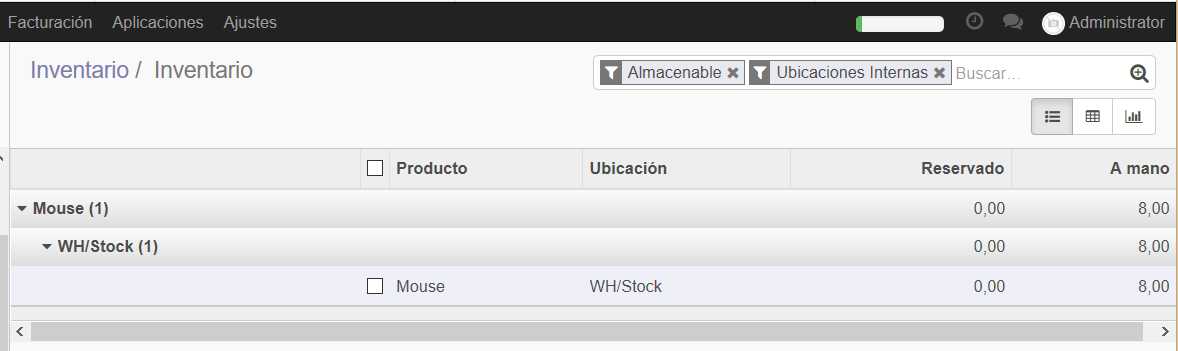 Facturación Aplicaciones Ajustes Administrator
Inventario / Inventario
Almacenable Ubicaciones Internas Buscar...
Producto Ubicación Reservado A mano
Mouse (1) 0,00 8,00
WH/Stock (1) 0,00 8,00
Mouse WH/Stock 0,00 8,00